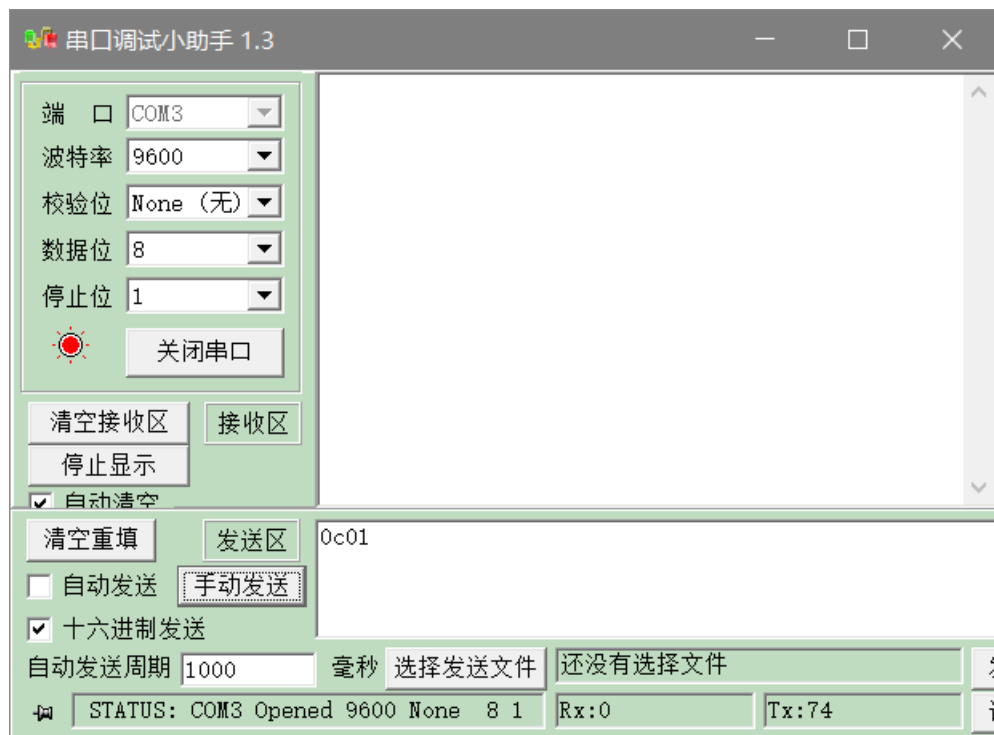 串口调试小助手 1.3
端 口 COM3
波特率 9600
校验位 None (无)
数据位 8
停止位 1
关闭串口
清空接收区 接收区
停止显示
自动清空
清空重填 发送区 0c01
自动发送 手动发送
十六进制发送
自动发送周期 1000 毫秒 选择发送文件 还没有选择文件
STATUS: COM3 Opened 9600 None 8 1 Rx:0 Tx:74